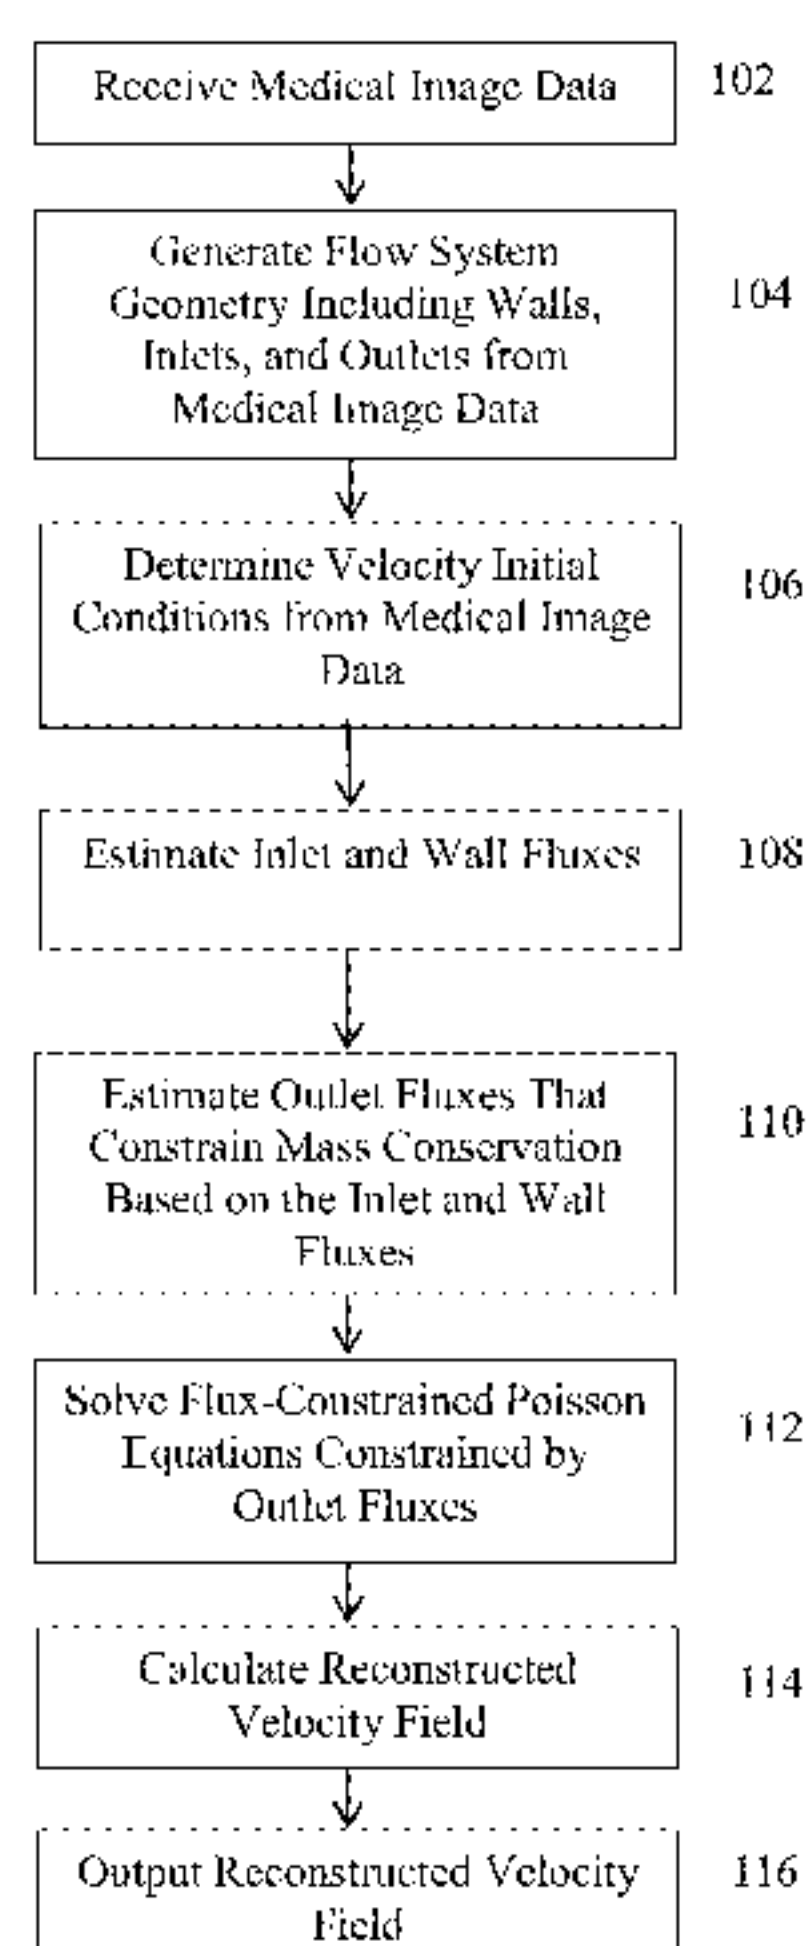 Receive Medical Image Data
102
Generate Flow System
Geometry Including Walls,
Inlets, and Outlets from
Medical Image Data
104
Determine Velocity Initial
Conditions from Medical Image
Data
106
Estimate Inlet and Wall Fluxes
108
Estimate Outlet Fluxes That
Constrain Mass Conservation
Based on the Inlet and Wall
Fluxes
110
Solve Flux-Constrained Poisson
Equations Constrained by
Outlet Fluxes
112
Calculate Reconstructed
Velocity Field
114
Output Reconstructed Velocity
Field
116